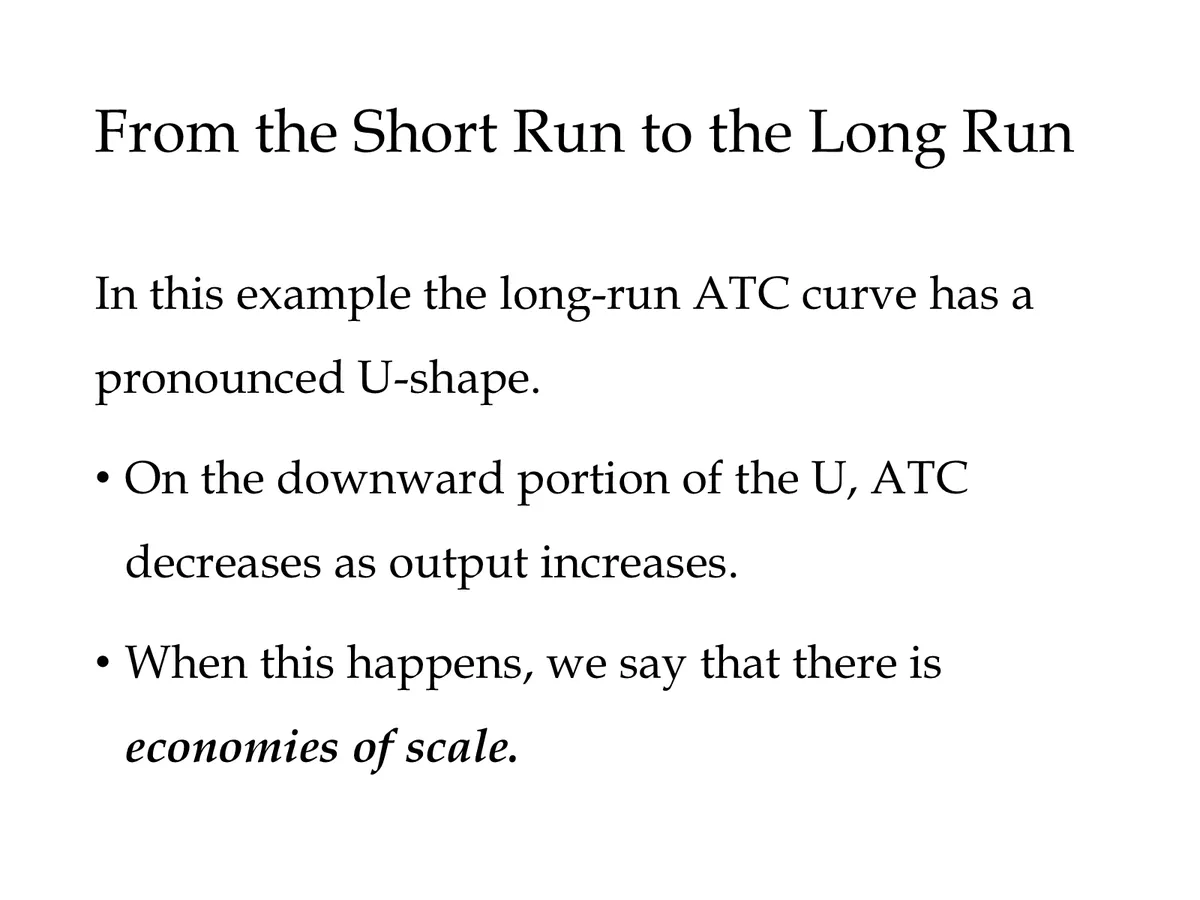 From the Short Run to the Long Run
In this example the long-run ATC curve has a
pronounced U-shape.
• On the downward portion of the U, ATC
decreases as output increases.
• When this happens, we say that there is
economies of scale.